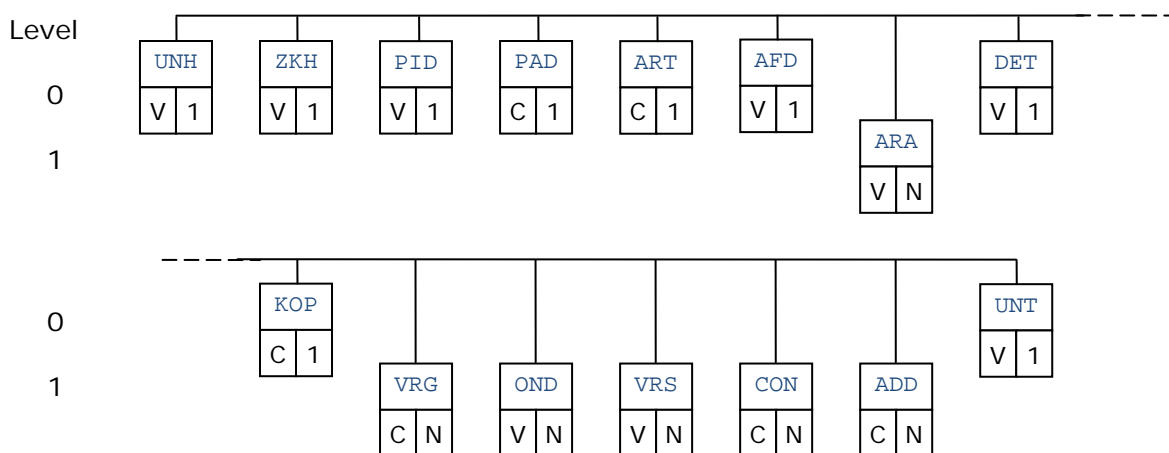 Level
UNH ZKH PID PAD ART AFD DET
0
V 1 V 1 V 1 C 1 C 1 V 1 V 1
1
ARA
V N
KOP UNT
0
C 1 V 1
1
VRG OND VRS CON ADD
C N V N V N C N C N